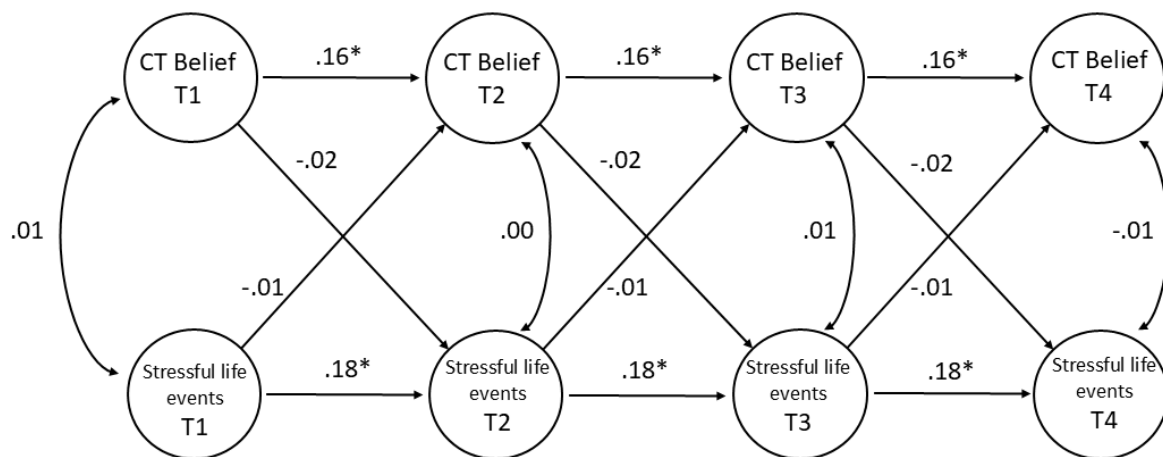 CT Belief
T1
.16*
CT Belief
T2
.16*
CT Belief
T3
.16*
CT Belief
T4
-.02
-.02
-.02
.01
.00
.01
-.01
-.01
-.01
-.01
Stressful life
events
T1
.18*
Stressful life
events
T2
.18*
Stressful life
events
T3
.18*
Stressful life
events
T4